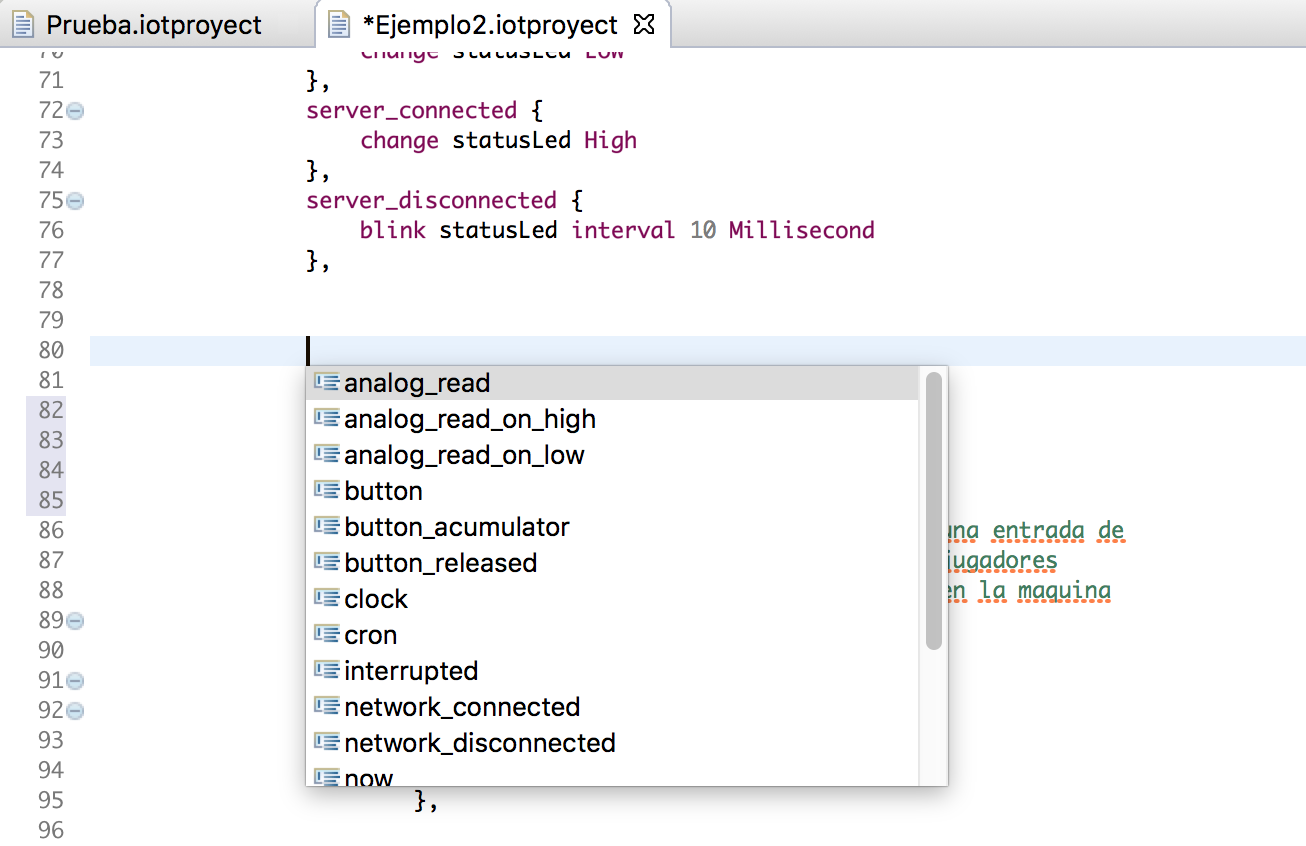 Prueba.iotproyect
*Ejemplo2.iotproyect
70 change statusLed Low
71 },
72 server_connected {
73 change statusLed High
74 },
75 server_disconnected {
76 blink statusLed interval 10 Millisecond
77 },
78
79
80
81
82
83
84
85
86
87
88
89
90
91
92
93
94
95 },
96
analog_read
analog_read_on_high
analog_read_on_low
button
button_acumulator
button_released
clock
cron
interrupted
network_connected
network_disconnected
now
una entrada de
jugadores
en la maquina